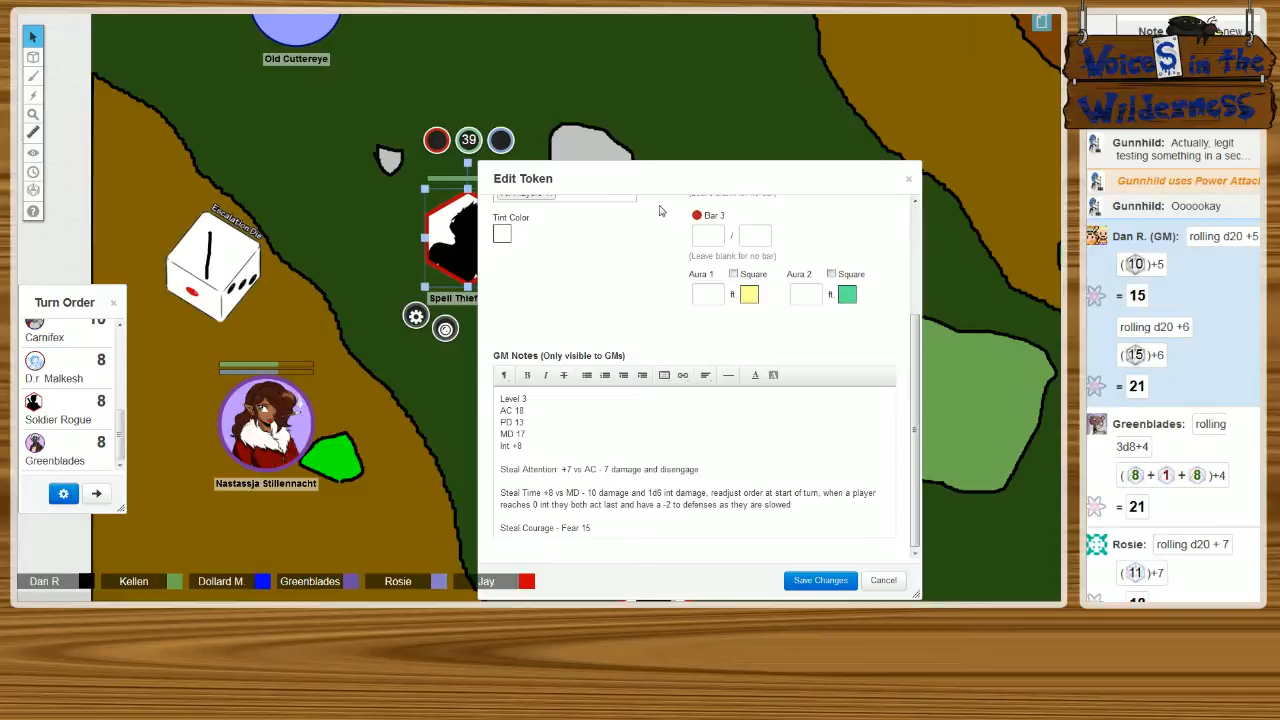 Old Cuttereye
39
Escalation Die
Spell Thief
Turn Order
Carnifex
8
D.r. Malkesh
8
Soldier Rogue
8
Greenblades
Nastassja Stillennacht
Dan R
Kellen
Dollard M.
Greenblades
Rosie
Jay
Edit Token
Tint Color
Bar 3
/
(Leave blank for no bar)
Aura 1
Square
Aura 2
Square
ft.
ft.
GM Notes (Only visible to GMs)
Level 3
AC 18
PD 13
MD 17
Int +8
Steal Attention: +7 vs AC - 7 damage and disengage
Steal Time +8 vs MD - 10 damage and 1d6 int damage, readjust order at start of turn, when a player
reaches 0 int they both act last and have a -2 to defenses as they are slowed
Steal Courage - Fear 15
Save Changes
Cancel
Note
new
VoiceS in the
Wilderness
Gunnhild: Actually, legit
testing something in a sec...
Gunnhild uses Power Attac
Gunnhild: Ooookay
Dan R. (GM): rolling d20 +5
(10)+5
= 15
rolling d20 +6
(15)+6
= 21
Greenblades: rolling
3d8+4
(8+1+8)+4
= 21
Rosie: rolling d20 + 7
(11)+7